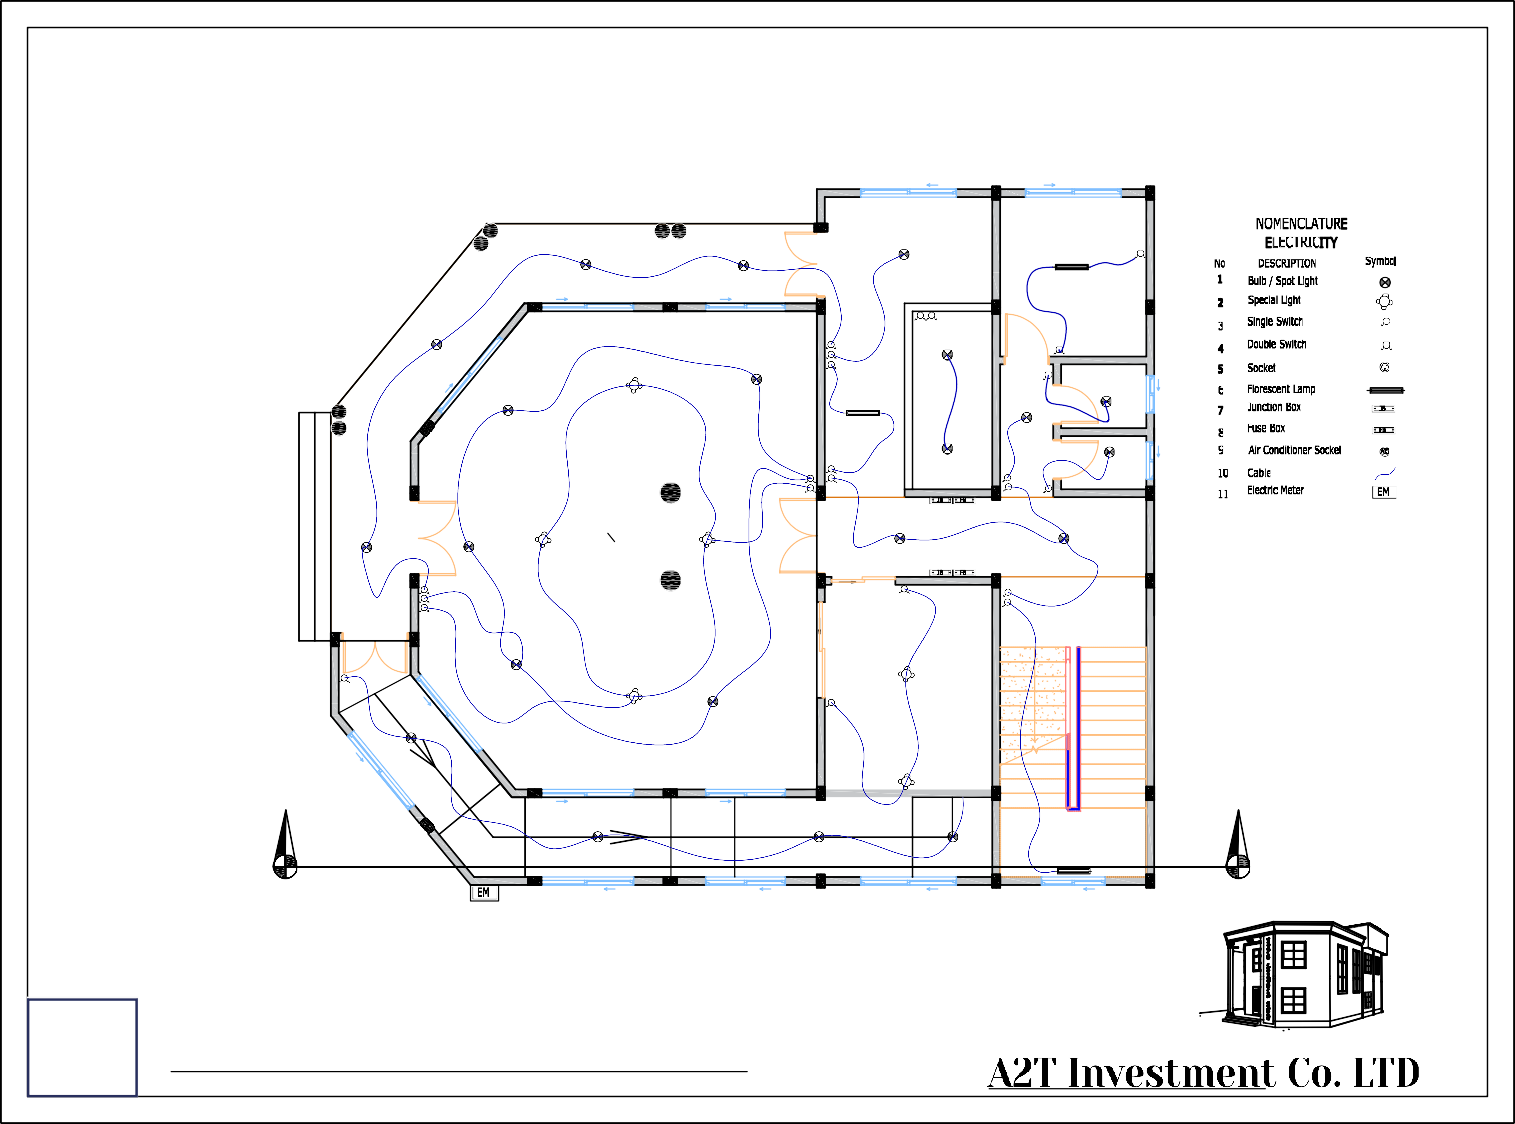 NOMENCLATURE
ELECTRICITY
No DESCRIPTION Symbol
1 Bulb / Spot Light
2 Special Light
3 Single Switch
4 Double Switch
5 Socket
6 Florescent Lamp
7 Junction Box
8 Fuse Box
9 Air Conditioner Socket
10 Cable
11 Electric Meter EM
EM
A2T Investment Co. LTD